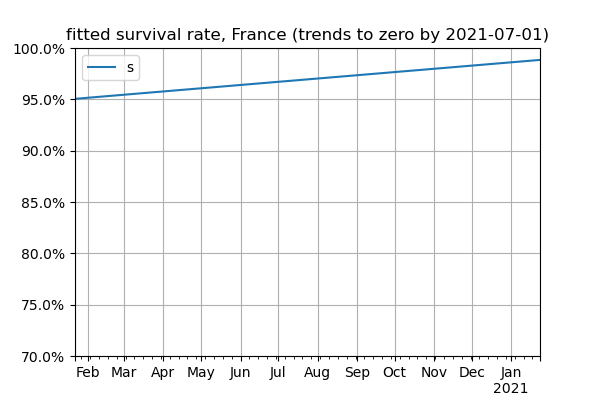 fitted survival rate, France (trends to zero by 2021-07-01)
100.0%
s
95.0%
90.0%
85.0%
80.0%
75.0%
70.0%
Feb Mar Apr May Jun Jul Aug Sep Oct Nov Dec Jan
2021